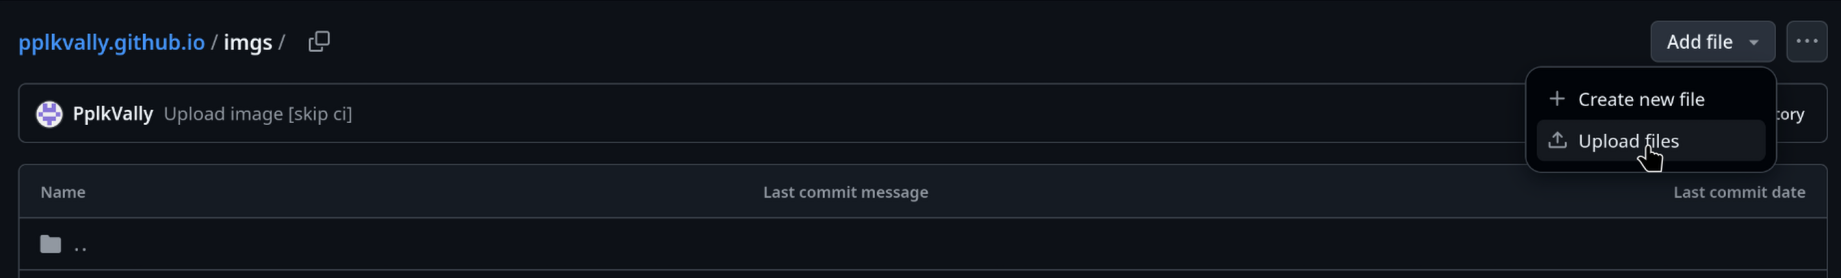 pplkvally.github.io / imgs /
Add file
...
PplkVally Upload image [skip ci]
Create new file
Upload files
Name Last commit message Last commit date
..